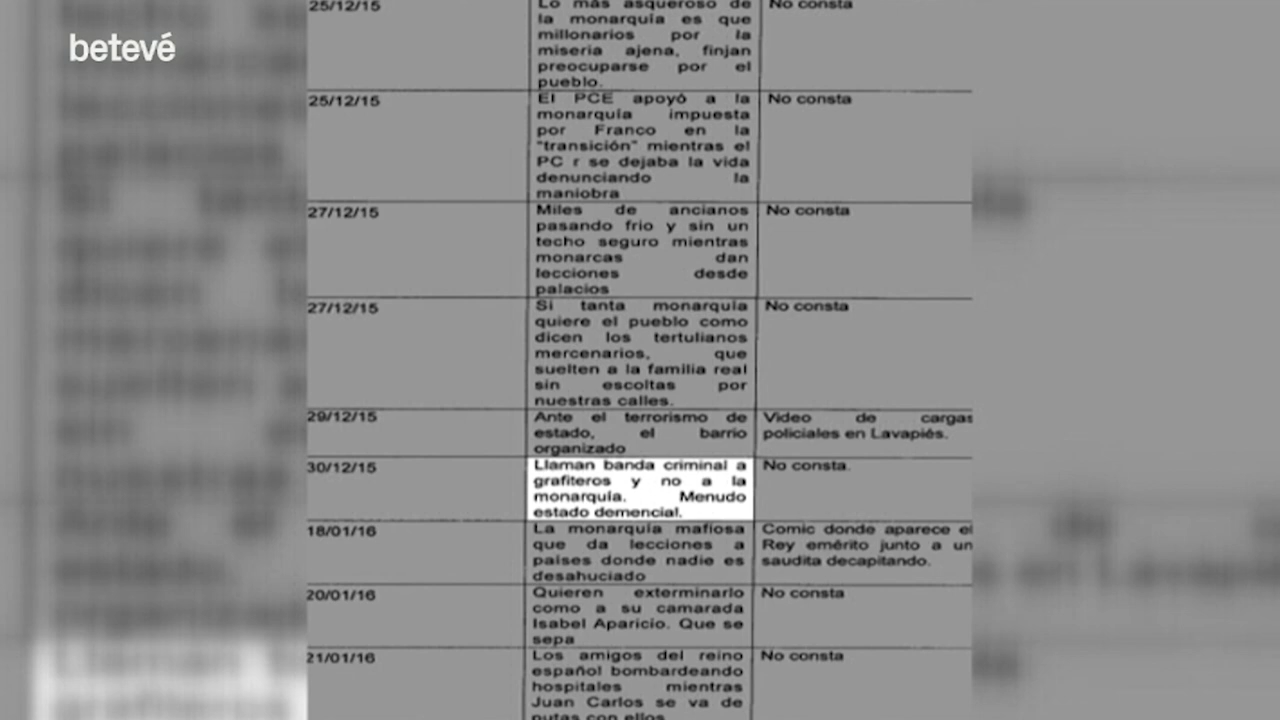 betevé
25/12/15
Lo más asqueroso de
la monarquía es que
millonarios por la
miseria ajena, finjan
preocuparse por el
pueblo.
No consta
25/12/15
El PCE apoyó a la
monarquía impuesta
por Franco en la
"transición" mientras el
PC r se dejaba la vida
denunciando la
maniobra
No consta
27/12/15
Miles de ancianos
pasando frio y sin un
techo seguro mientras
monarcas dan
lecciones desde
palacios
No consta
27/12/15
Si tanta monarquía
quiere el pueblo como
dicen los tertulianos
mercenarios, que
suelten a la familia real
sin escoltas por
nuestras calles.
No consta
29/12/15
Ante el terrorismo de
estado, el barrio
organizado
Video de cargas
policiales en Lavapiés.
30/12/15
Llaman banda criminal a
grafiteros y no a la
monarquía. Menudo
estado demencial.
No consta.
18/01/16
La monarquía mafiosa
que da lecciones a
países donde nadie es
desahuciado
Comic donde aparece el
Rey emérito junto a un
saudita decapitando.
20/01/16
Quieren exterminarlo
como a su camarada
Isabel Aparicio. Que se
sepa
No consta
21/01/16
Los amigos del reino
español bombardeando
hospitales mientras
Juan Carlos se va de
putas con ellos
No consta